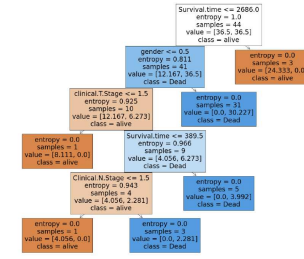 Survival.time <= 2686.0
entropy = 1.0
samples = 44
value = [36.5, 36.5]
class = alive
gender <= 0.5
entropy = 0.811
samples = 41
value = [12.167, 36.5]
class = Dead
entropy = 0.0
samples = 3
value = [24.333, 0.0
class = alive
clinical.T.Stage <= 1.5
entropy = 0.925
samples = 10
value = [12.167, 6.273]
class = alive
entropy = 0.0
samples = 31
value = [0.0, 30.227]
class = Dead
entropy = 0.0
samples = 1
value = [8.111, 0.0]
class = alive
Survival.time <= 389.5
entropy = 0.966
samples = 9
value = [4.056, 6.273]
class = Dead
Clinical.N.Stage <= 1.5
entropy = 0.943
samples = 4
value = [4.056, 2.281]
class = alive
entropy = 0.0
samples = 5
value = [0.0, 3.992]
class = Dead
entropy = 0.0
samples = 1
value = [4.056, 0.0]
class = alive
entropy = 0.0
samples = 3
value = [0.0, 2.281]
class = Dead